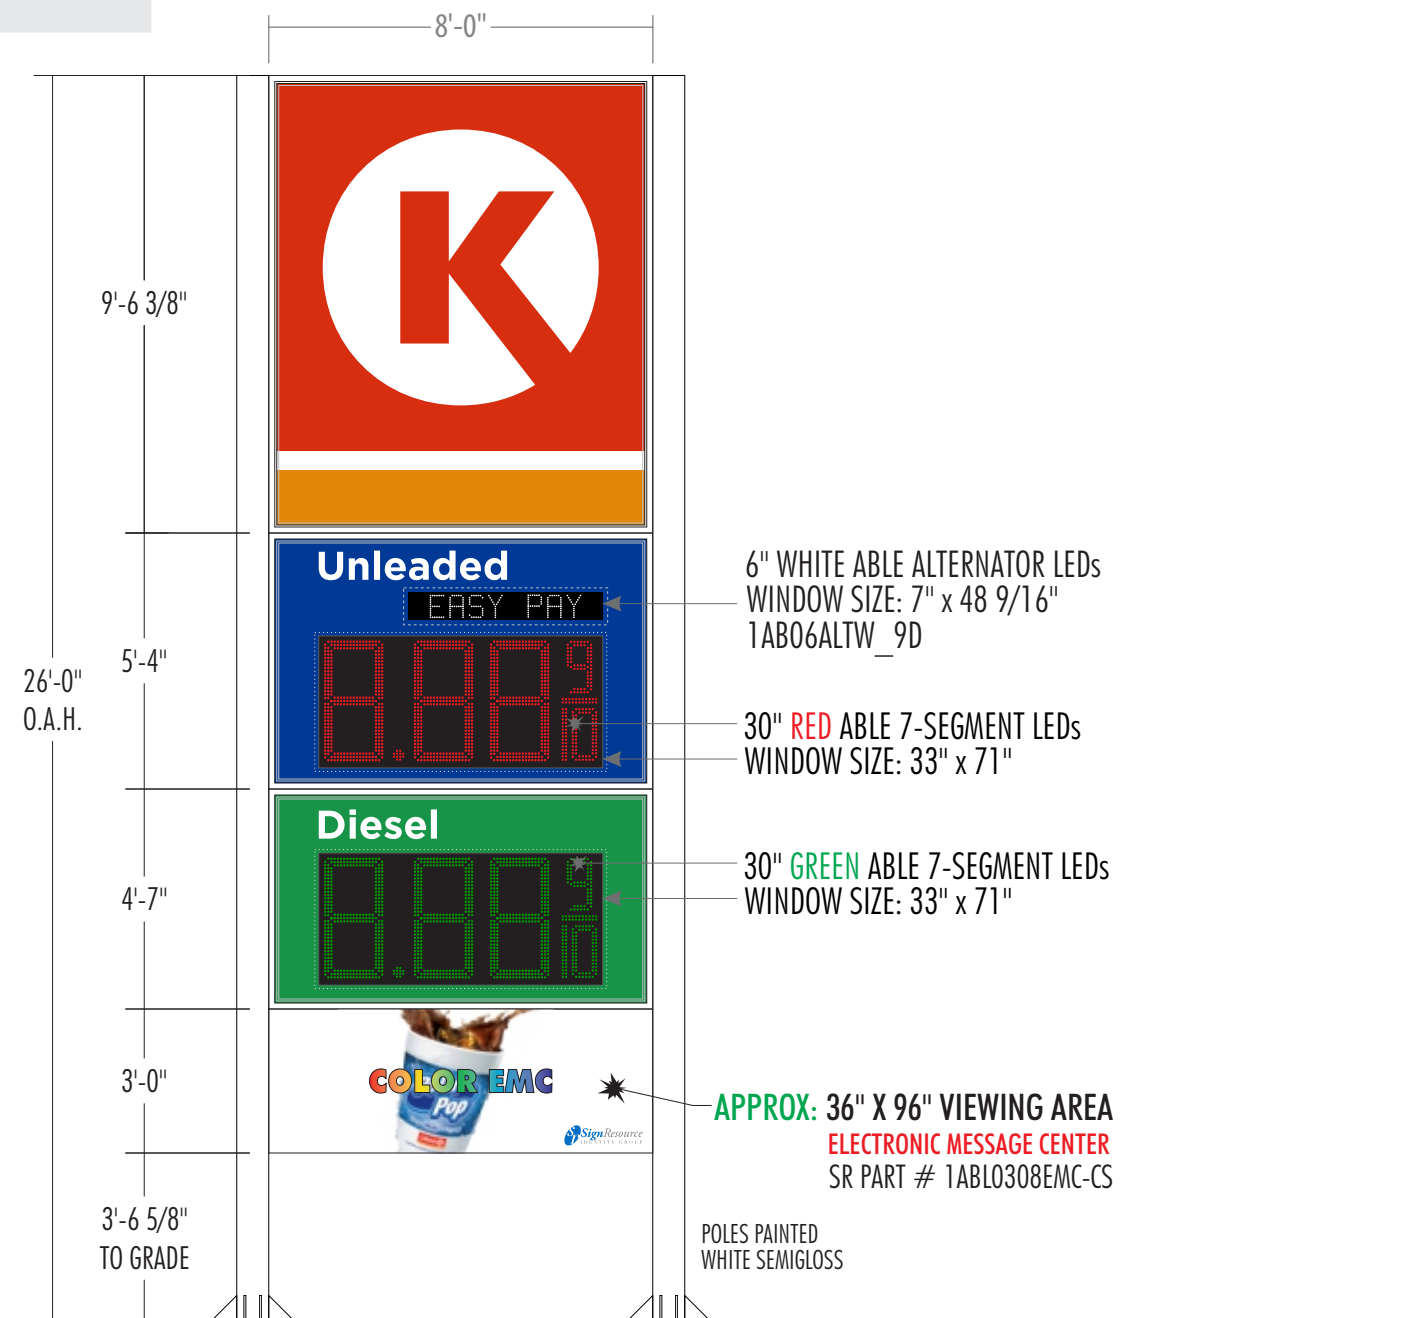 8'-0"
K
9'-6 3/8"
Unleaded
EASY PAY
6" WHITE ABLE ALTERNATOR LEDs
WINDOW SIZE: 7" x 48 9/16"
1AB06ALTW_9D
5'-4"
26'-0"
O.A.H.
8.88 9/10
30" RED ABLE 7-SEGMENT LEDs
WINDOW SIZE: 33" x 71"
Diesel
8.88 9/10
30" GREEN ABLE 7-SEGMENT LEDs
WINDOW SIZE: 33" x 71"
4'-7"
3'-0"
COLOR EMC
Pop
APPROX: 36" X 96" VIEWING AREA
ELECTRONIC MESSAGE CENTER
SR PART # 1ABL0308EMC-CS
SignResource
IDENTITY GROUP
3'-6 5/8"
TO GRADE
POLES PAINTED
WHITE SEMIGLOSS